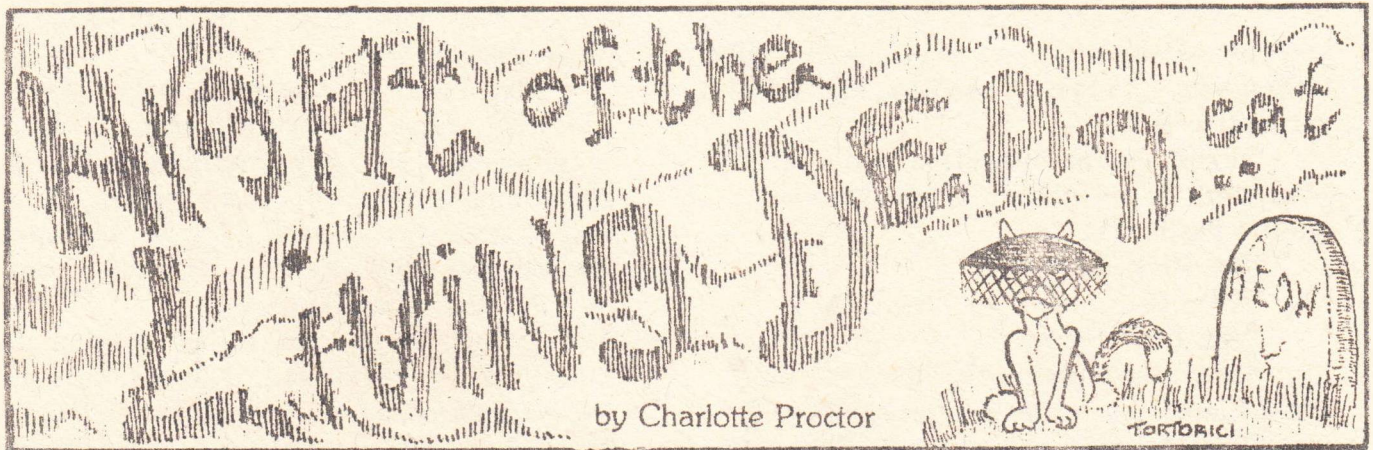 NIGHT of the
LiViNG DEAD... cat
MEOW
by Charlotte Proctor
TORTORICI